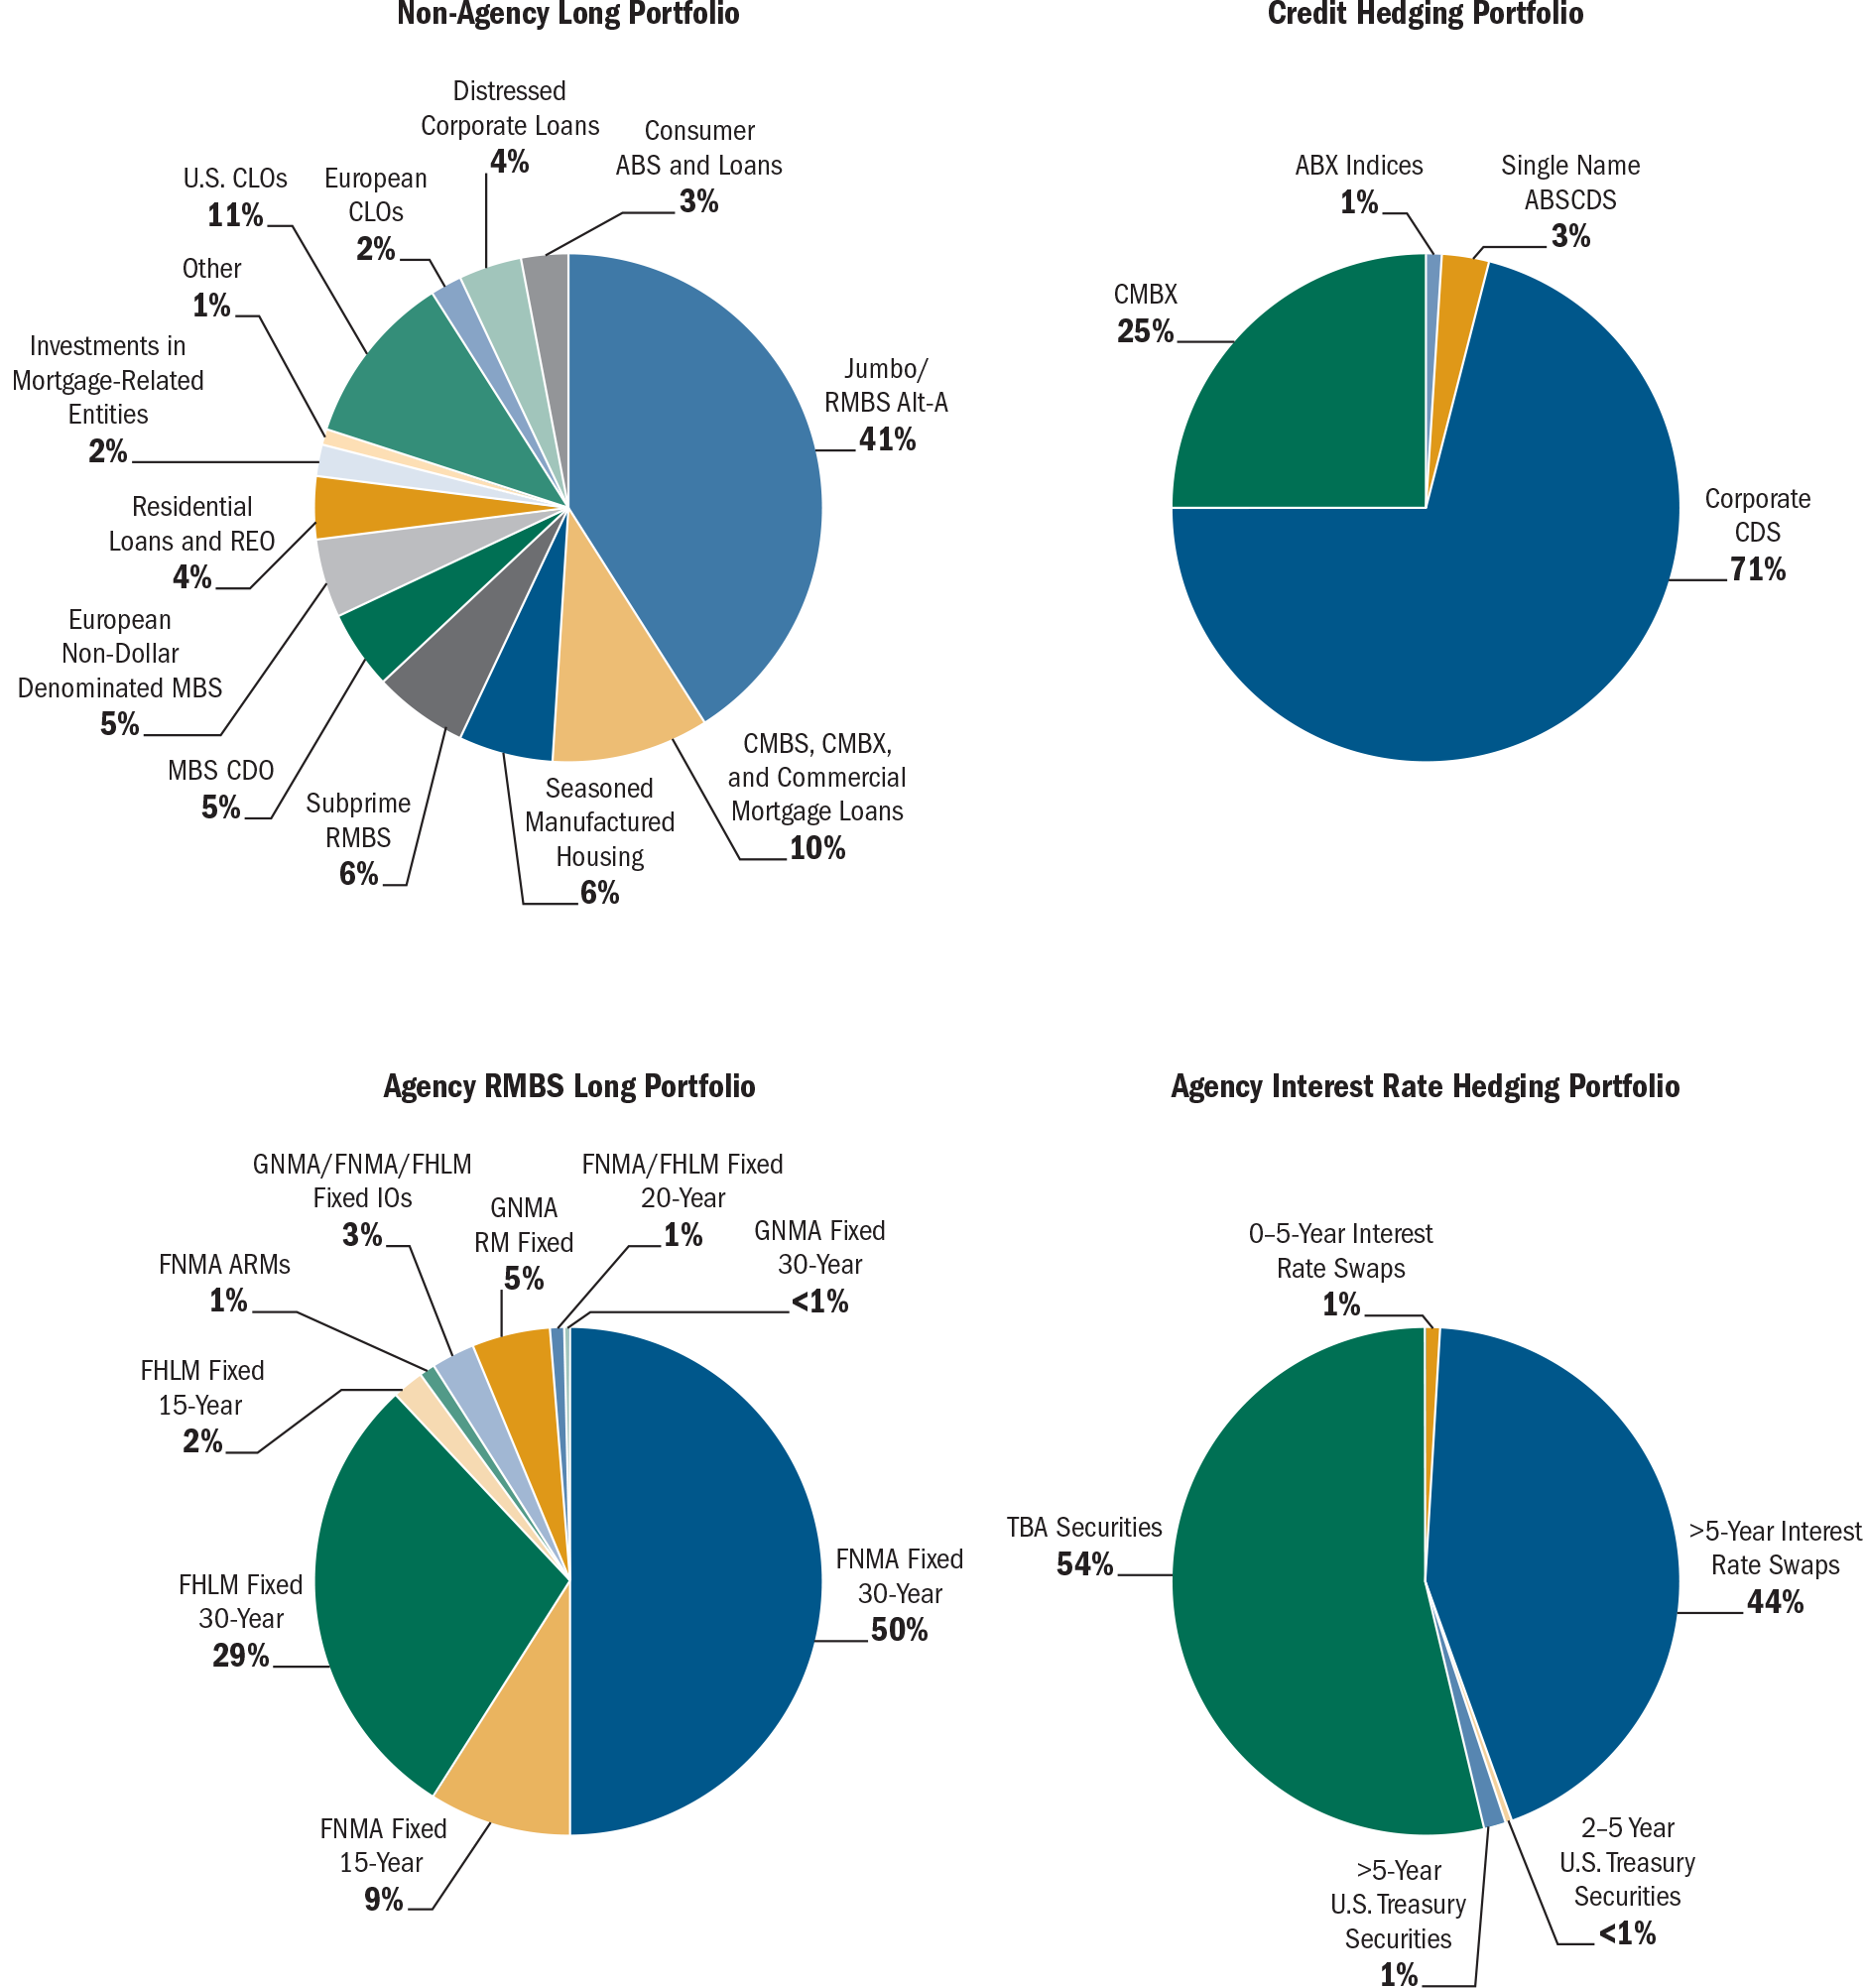 Non-Agency Long Portfolio
Distressed
Corporate Loans
4%
Consumer
ABS and Loans
3%
U.S. CLOs
11%
European
CLOs
2%
Other
1%
Investments in
Mortgage-Related
Entities
2%
Jumbo/
RMBS Alt-A
41%
Residential
Loans and REO
4%
European
Non-Dollar
Denominated MBS
5%
MBS CDO
5%
Subprime
RMBS
6%
Seasoned
Manufactured
Housing
6%
CMBS, CMBX,
and Commercial
Mortgage Loans
10%
Credit Hedging Portfolio
ABX Indices
1%
Single Name
ABSCDS
3%
CMBX
25%
Corporate
CDS
71%
Agency RMBS Long Portfolio
GNMA/FNMA/FHLM
Fixed IOs
3%
GNMA
RM Fixed
5%
FNMA/FHLM Fixed
20-Year
1%
GNMA Fixed
30-Year
<1%
FNMA ARMs
1%
FHLM Fixed
15-Year
2%
FHLM Fixed
30-Year
29%
FNMA Fixed
30-Year
50%
FNMA Fixed
15-Year
9%
Agency Interest Rate Hedging Portfolio
0–5-Year Interest
Rate Swaps
1%
TBA Securities
54%
>5-Year Interest
Rate Swaps
44%
2–5 Year
U.S. Treasury
Securities
<1%
>5-Year
U.S. Treasury
Securities
1%